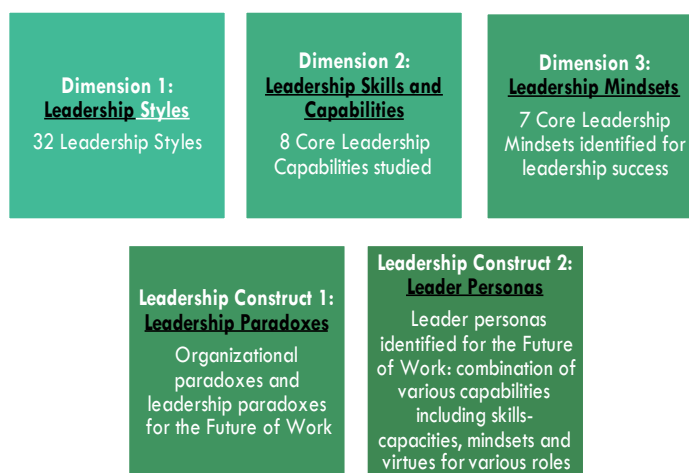 Dimension 1:
Leadership Styles
32 Leadership Styles
Dimension 2:
Leadership Skills and
Capabilities
8 Core Leadership
Capabilities studied
Dimension 3:
Leadership Mindsets
7 Core Leadership
Mindsets identified for
leadership success
Leadership Construct 1:
Leadership Paradoxes
Organizational
paradoxes and
leadership paradoxes
for the Future of Work
Leadership Construct 2:
Leader Personas
Leader personas
identified for the Future
of Work: combination of
various capabilities
including skills-
capacities, mindsets and
virtues for various roles